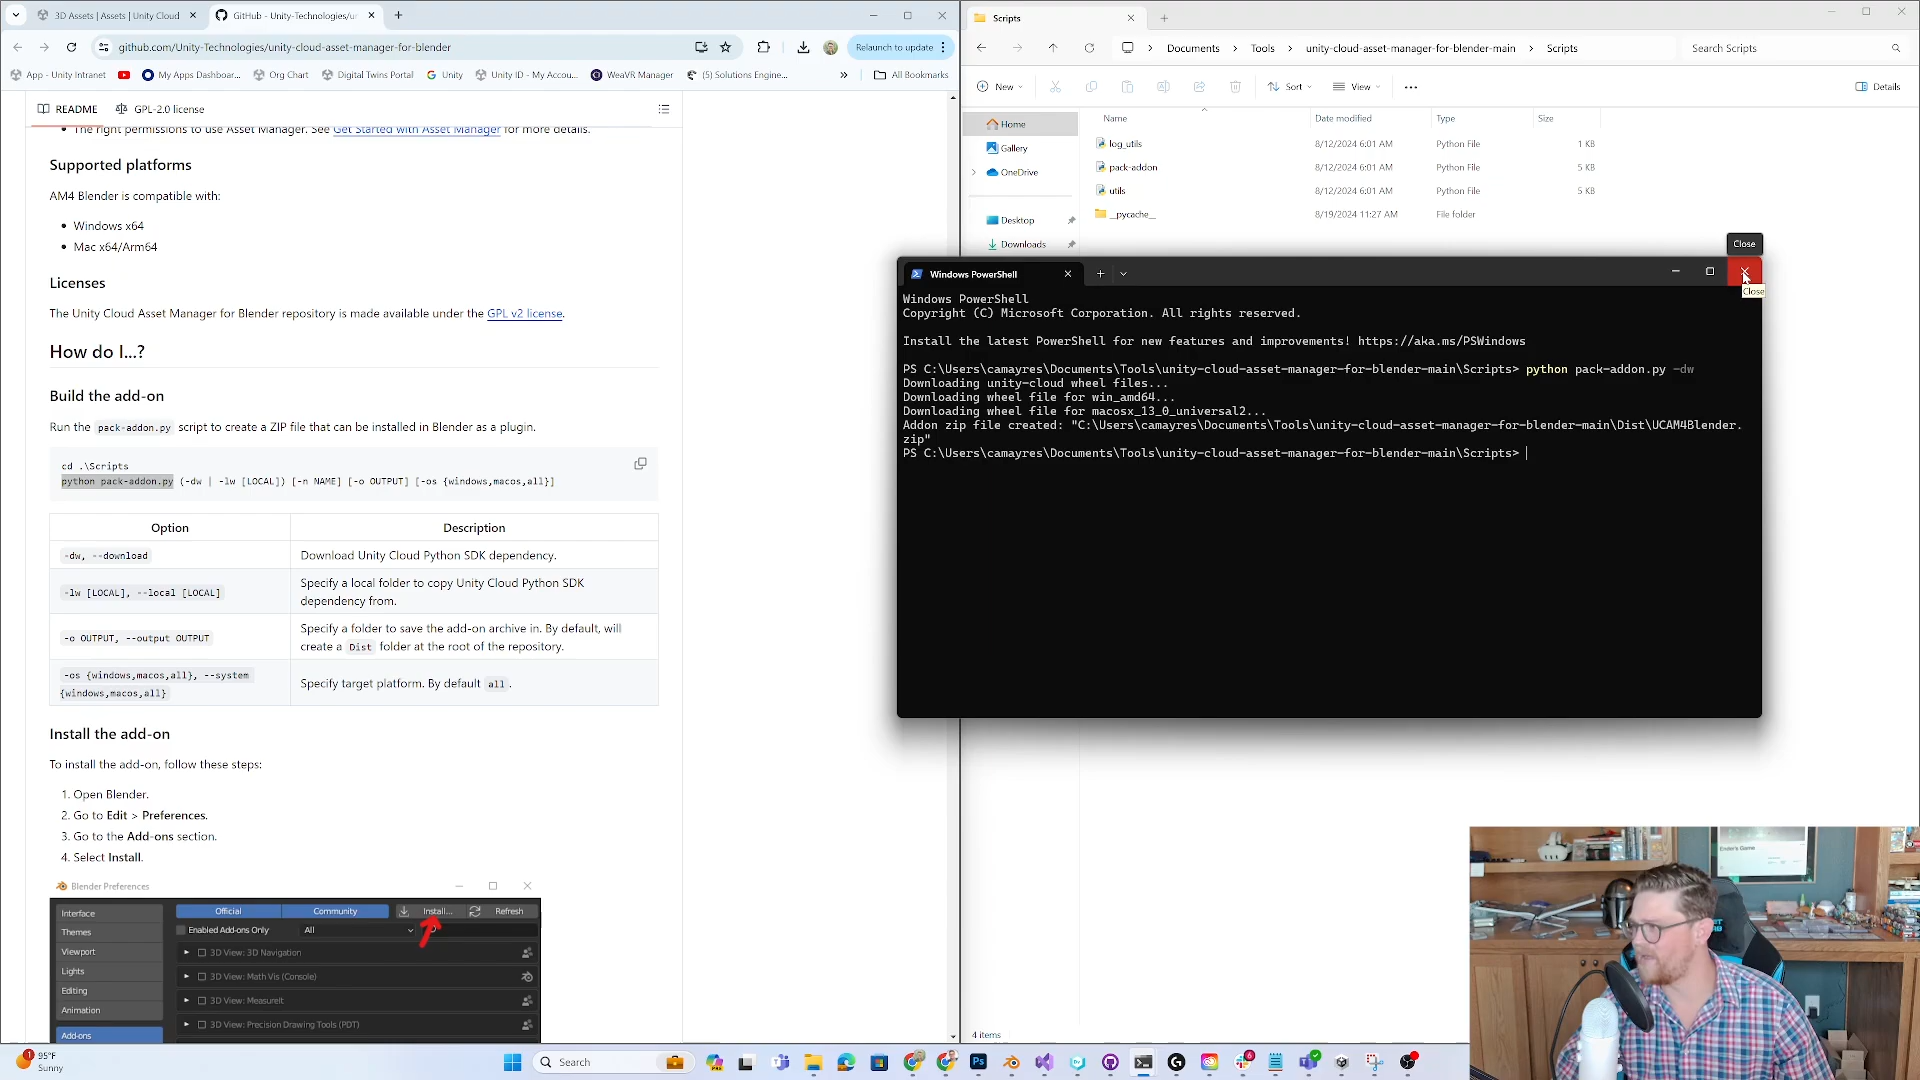 3D Assets | Assets | Unity Cloud
GitHub - Unity-Technologies/ur
github.com/Unity-Technologies/unity-cloud-asset-manager-for-blender
Relaunch to update
App - Unity Intranet
My Apps Dashboar...
Org Chart
Digital Twins Portal
Unity
Unity ID - My Accou...
WeaVR Manager
(5) Solutions Engine...
»
All Bookmarks
README
GPL-2.0 license
The right permissions to use Asset Manager. See Get Started with Asset Manager for more details.
Supported platforms
AM4 Blender is compatible with:
Windows x64
Mac x64/Arm64
Licenses
The Unity Cloud Asset Manager for Blender repository is made available under the GPL v2 license.
How do I...?
Build the add-on
Run the pack-addon.py script to create a ZIP file that can be installed in Blender as a plugin.
cd .\Scripts
python pack-addon.py (-dw | -lw [LOCAL]) [-n NAME] [-o OUTPUT] [-os {windows,macos,all}]
Option Description
-dw, --download Download Unity Cloud Python SDK dependency.
-lw [LOCAL], --local [LOCAL] Specify a local folder to copy Unity Cloud Python SDK
dependency from.
-o OUTPUT, --output OUTPUT Specify a folder to save the add-on archive in. By default, will
create a Dist folder at the root of the repository.
-os {windows,macos,all}, --system
{windows,macos,all} Specify target platform. By default all.
Install the add-on
To install the add-on, follow these steps:
1. Open Blender.
2. Go to Edit > Preferences.
3. Go to the Add-ons section.
4. Select Install.
Blender Preferences
Interface
Themes
Viewport
Lights
Editing
Animation
Add-ons
Official Community Install... Refresh
Enabled Add-ons Only All
3D View: 3D Navigation
3D View: Math Vis (Console)
3D View: MeasureIt
3D View: Precision Drawing Tools (PDT)
Scripts
Documents > Tools > unity-cloud-asset-manager-for-blender-main > Scripts
Search Scripts
New
Sort
View
Details
Home
Gallery
OneDrive
Desktop
Downloads
Name Date modified Type Size
log_utils 8/12/2024 6:01 AM Python File 1 KB
pack-addon 8/12/2024 6:01 AM Python File 5 KB
utils 8/12/2024 6:01 AM Python File 5 KB
__pycache__ 8/19/2024 11:27 AM File folder
Close
Windows PowerShell
Close
Windows PowerShell
Copyright (C) Microsoft Corporation. All rights reserved.
Install the latest PowerShell for new features and improvements! https://aka.ms/PSWindows
PS C:\Users\camayres\Documents\Tools\unity-cloud-asset-manager-for-blender-main\Scripts> python pack-addon.py -dw
Downloading unity-cloud wheel files...
Downloading wheel file for win_amd64...
Downloading wheel file for macosx_13_0_universal2...
Addon zip file created: "C:\Users\camayres\Documents\Tools\unity-cloud-asset-manager-for-blender-main\Dist\UCAM4Blender.
zip"
PS C:\Users\camayres\Documents\Tools\unity-cloud-asset-manager-for-blender-main\Scripts>
4 items
Ender's Game
1
95°F
Sunny
Search
Ps
6